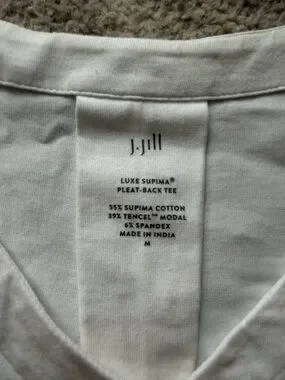 J.Jill
LUXE SUPIMA®
PLEAT-BACK TEE
55% SUPIMA COTTON
39% TENCEL™ MODAL
6% SPANDEX
MADE IN INDIA
M